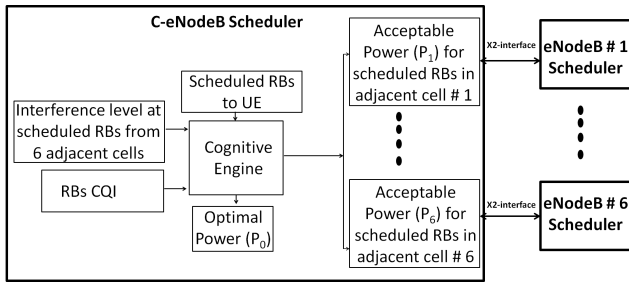 C-eNodeB Scheduler
Scheduled RBs
to UE
Interference level at
scheduled RBs from
6 adjacent cells
RBs CQI
Cognitive
Engine
Optimal
Power (P0)
Acceptable
Power (P1) for
scheduled RBs in
adjacent cell # 1
Acceptable
Power (P6) for
scheduled RBs in
adjacent cell # 6
X2-interface
eNodeB # 1
Scheduler
X2-interface
eNodeB # 6
Scheduler